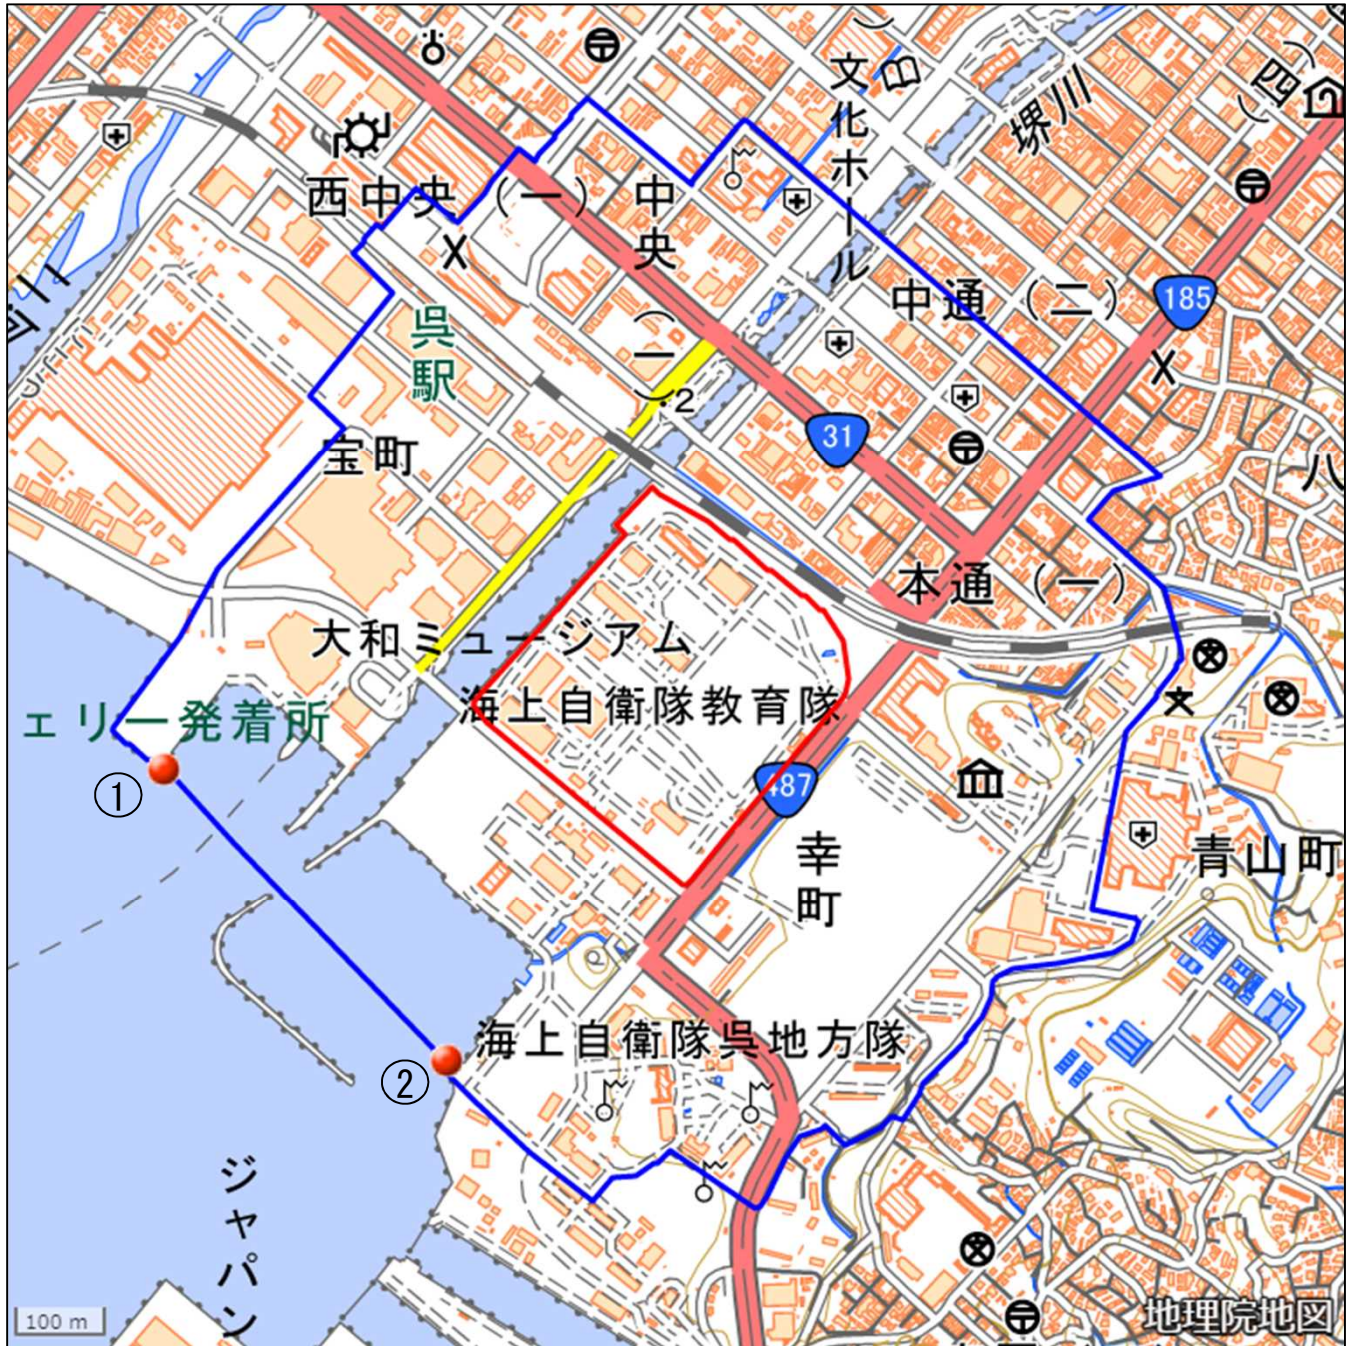 文化ホール
堺川
（四）
西中央（一）
中央（一）
中通（二）
185
呉駅
.2
31
宝町
八
本通（一）
大和ミュージアム
海上自衛隊教育隊
ェリー発着所
①
487
幸町
青山町
海上自衛隊呉地方隊
②
ジャパン
100 m
地理院地図